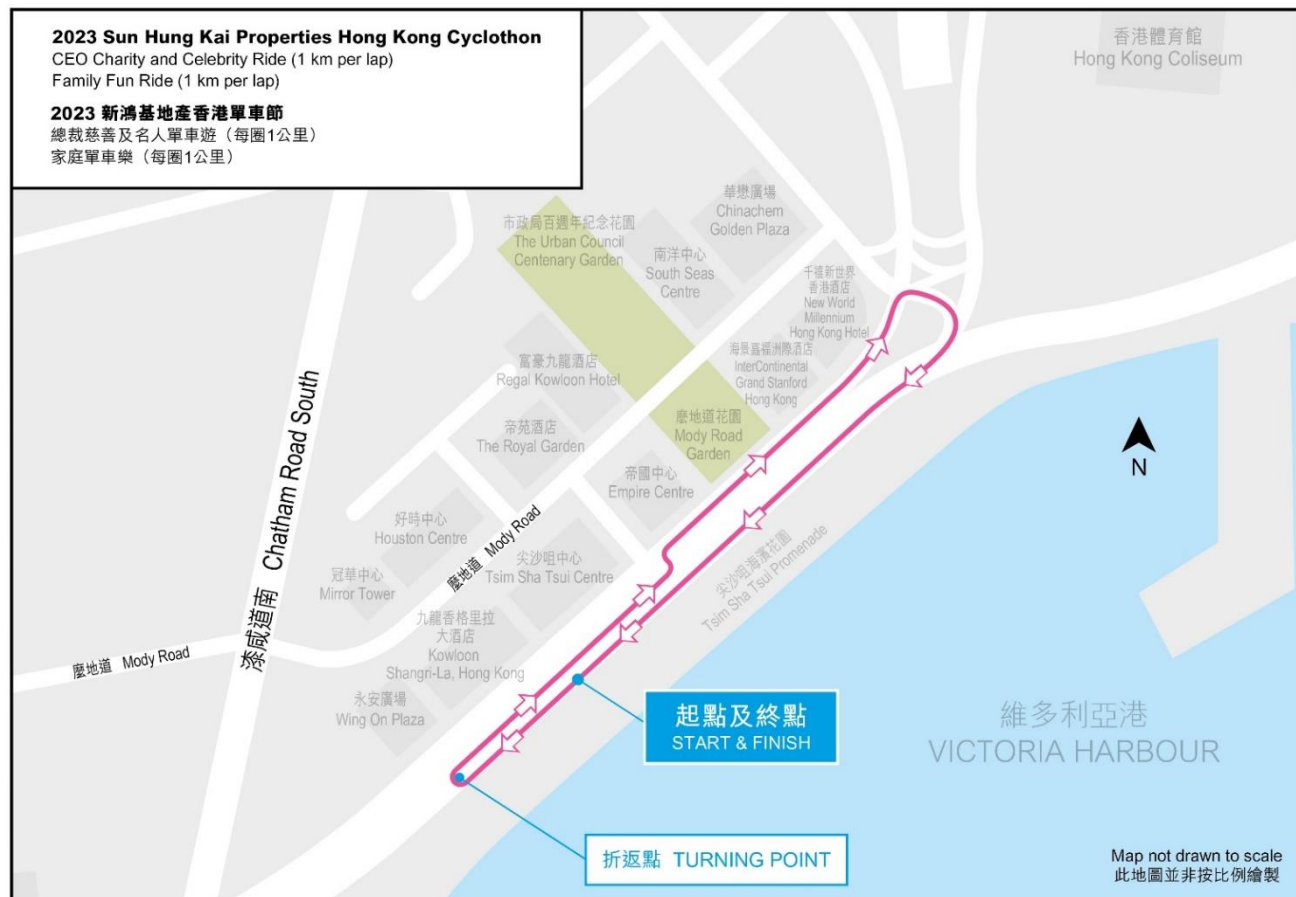 2023 Sun Hung Kai Properties Hong Kong Cyclothon
CEO Charity and Celebrity Ride (1 km per lap)
Family Fun Ride (1 km per lap)
2023 新鴻基地產香港單車節
總裁慈善及名人單車遊（每圈1公里）
家庭單車樂（每圈1公里）
香港體育館
Hong Kong Coliseum
華懋廣場
Chinachem
Golden Plaza
市政局百週年紀念花園
The Urban Council
Centenary Garden
南洋中心
South Seas
Centre
千禧新世界
香港酒店
New World
Millennium
Hong Kong Hotel
海景嘉福洲際酒店
InterContinental
Grand Stanford
Hong Kong
富豪九龍酒店
Regal Kowloon Hotel
帝苑酒店
The Royal Garden
麼地道花園
Mody Road
Garden
帝國中心
Empire Centre
好時中心
Houston Centre
冠華中心
Mirror Tower
尖沙咀中心
Tsim Sha Tsui Centre
麼地道 Mody Road
九龍香格里拉
大酒店
Kowloon
Shangri-La, Hong Kong
永安廣場
Wing On Plaza
漆咸道南 Chatham Road South
麼地道 Mody Road
尖沙咀海濱花園
Tsim Sha Tsui Promenade
N
起點及終點
START & FINISH
維多利亞港
VICTORIA HARBOUR
折返點 TURNING POINT
Map not drawn to scale
此地圖並非按比例繪製